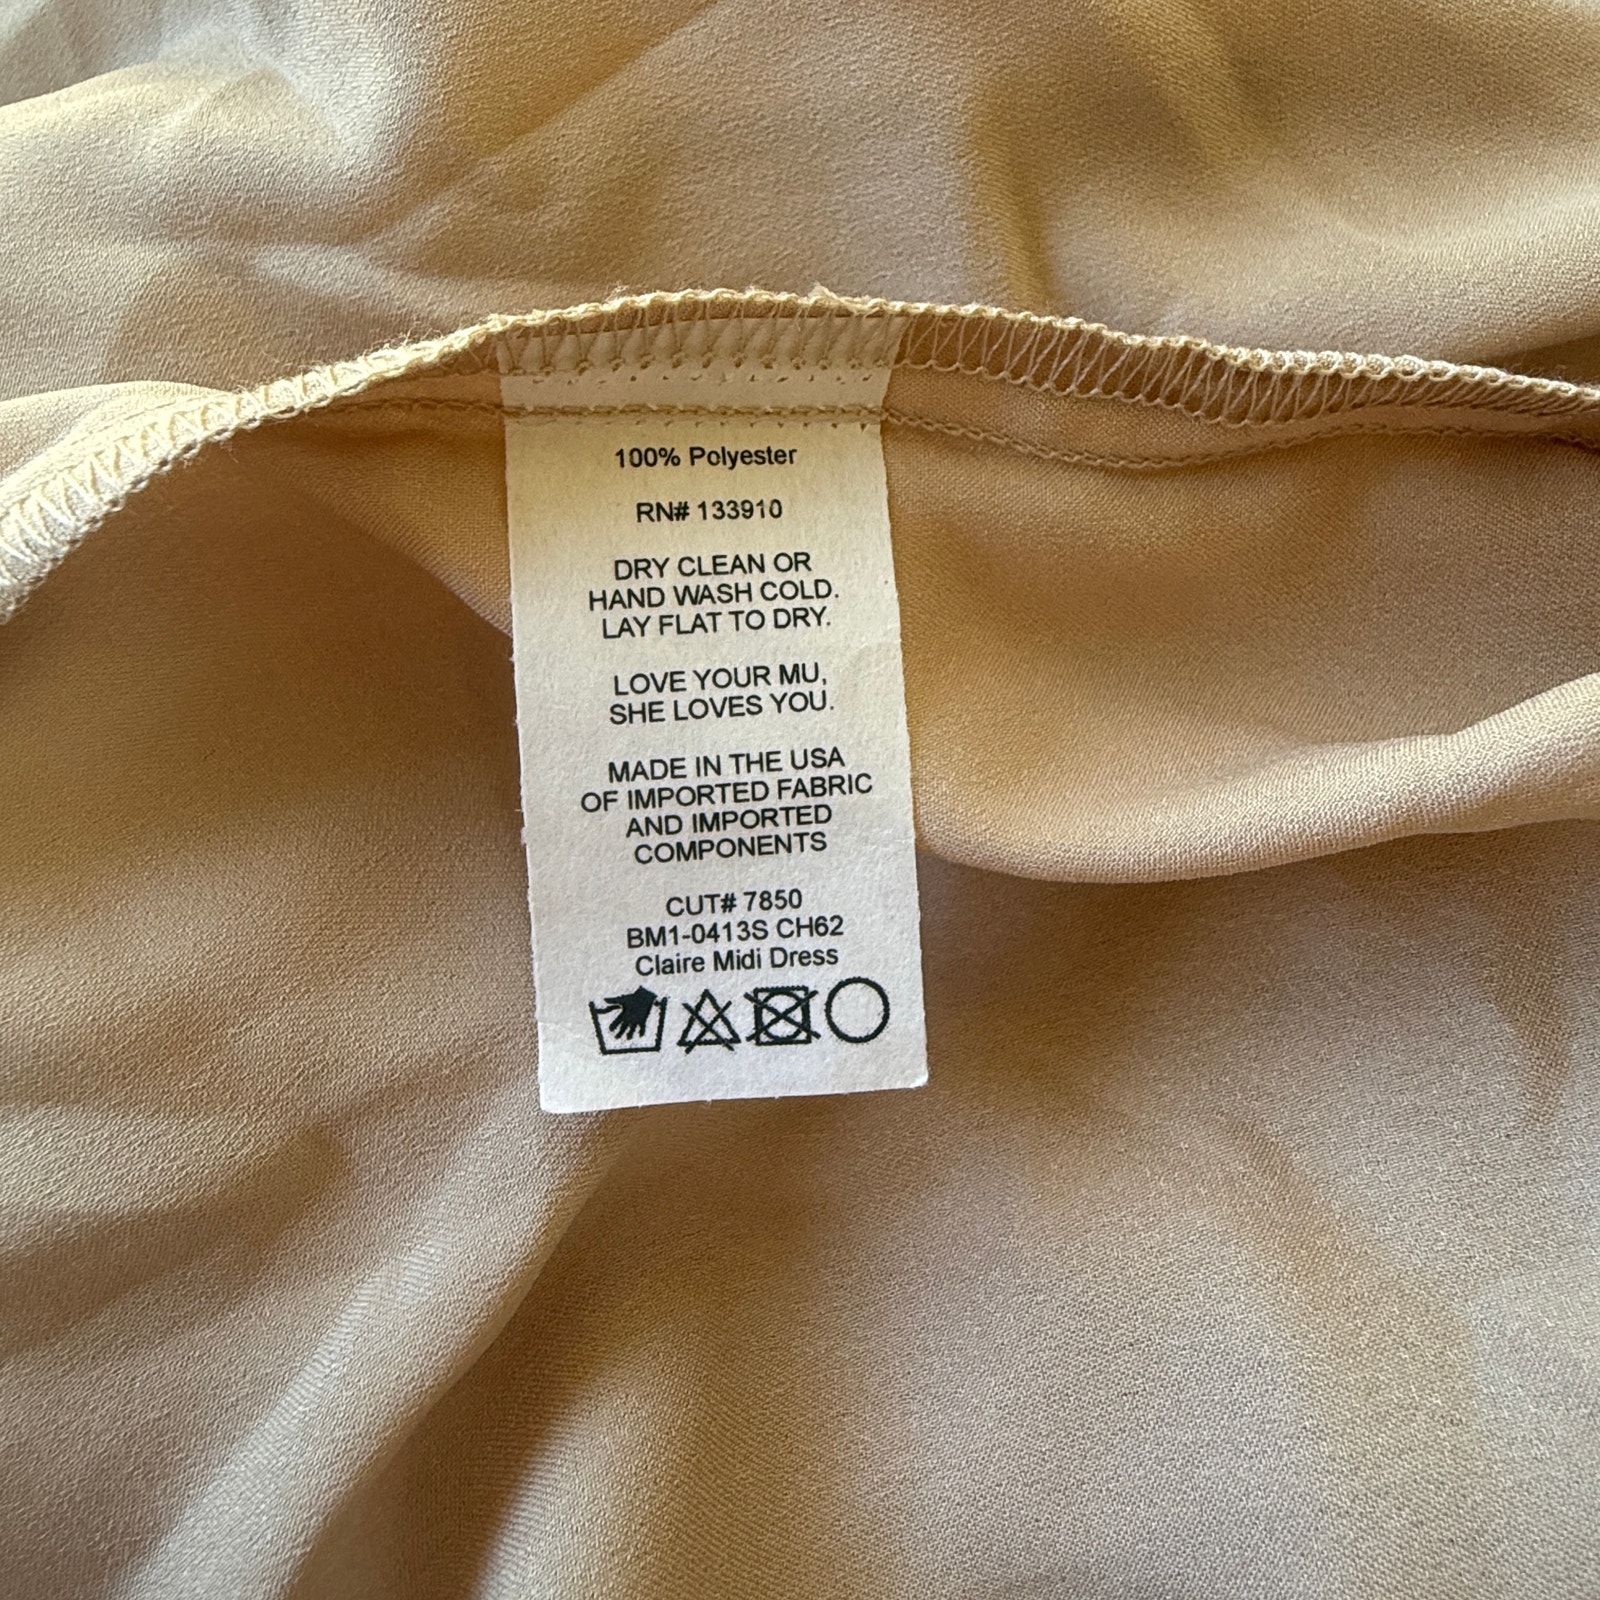 100% Polyester
RN# 133910
DRY CLEAN OR
HAND WASH COLD.
LAY FLAT TO DRY.
LOVE YOUR MU,
SHE LOVES YOU.
MADE IN THE USA
OF IMPORTED FABRIC
AND IMPORTED
COMPONENTS
CUT# 7850
BM1-0413S CH62
Claire Midi Dress